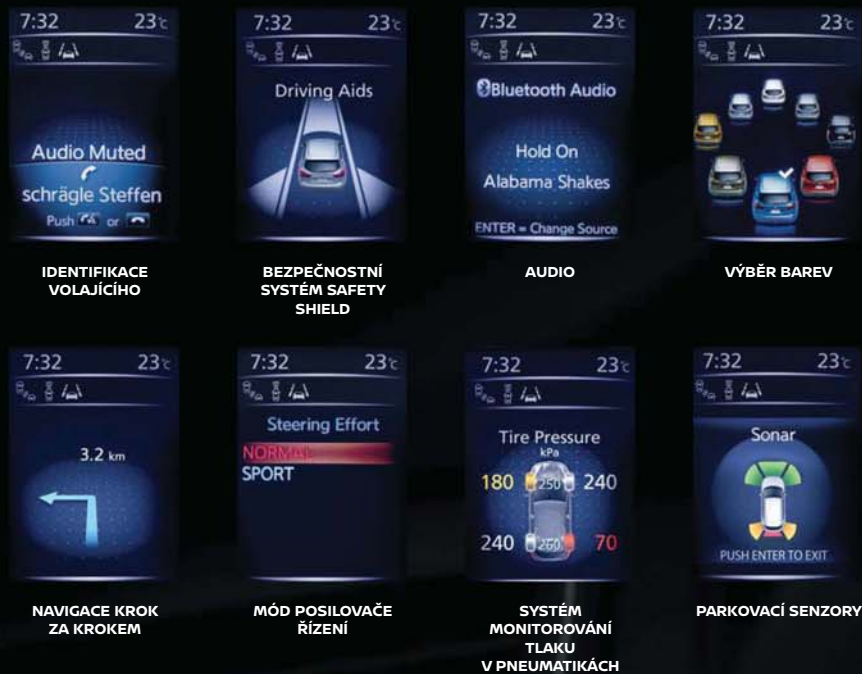 7:32 23°c
Audio Muted
schrägle Steffen
Push or
IDENTIFIKACE
VOLAJÍCÍHO
7:32 23°c
Driving Aids
BEZPEČNOSTNÍ
SYSTÉM SAFETY
SHIELD
7:32 23°c
Bluetooth Audio
Hold On
Alabama Shakes
ENTER = Change Source
AUDIO
7:32 23°c
VÝBĚR BAREV
7:32 23°c
3.2 km
NAVIGACE KROK
ZA KROKEM
7:32 23°c
Steering Effort
NORMAL
SPORT
MÓD POSILOVAČE
ŘÍZENÍ
7:32 23°c
Tire Pressure
kPa
180 250 240
240 260 70
SYSTÉM
MONITOROVÁNÍ
TLAKU
V PNEUMATIKÁCH
7:32 23°c
Sonar
PUSH ENTER TO EXIT
PARKOVACÍ SENZORY